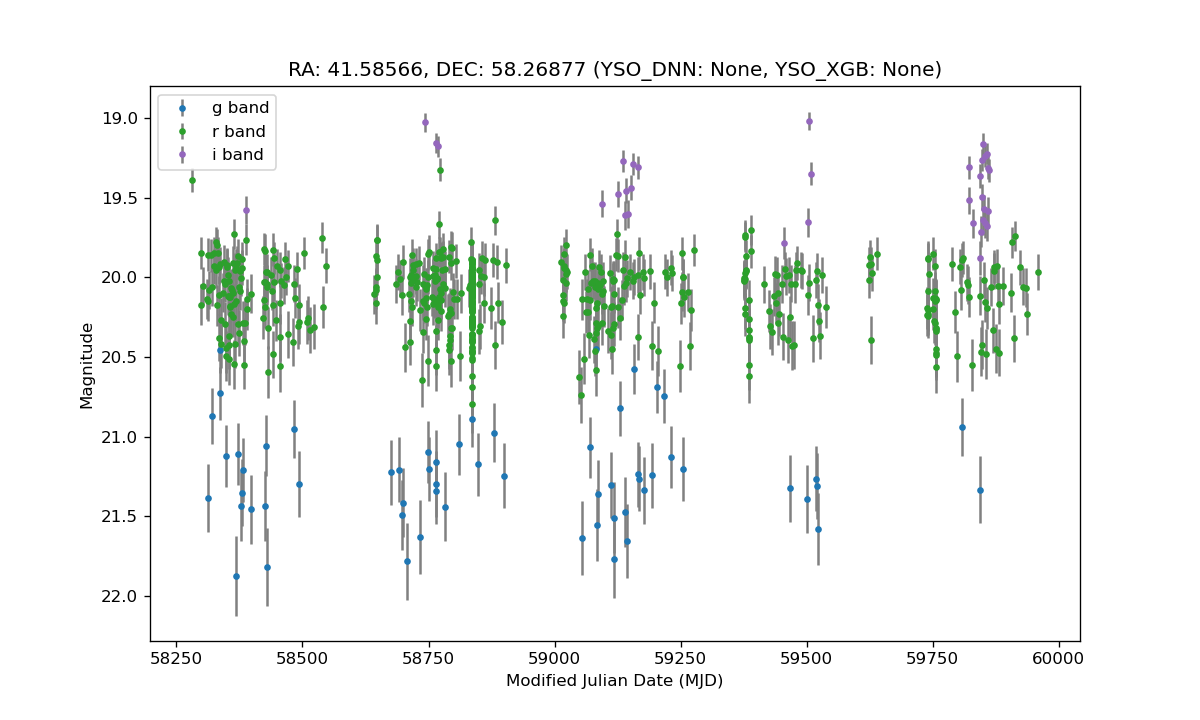 RA: 41.58566, DEC: 58.26877 (YSO_DNN: None, YSO_XGB: None)
g band
r band
i band
Magnitude
19.0
19.5
20.0
20.5
21.0
21.5
22.0
58250 58500 58750 59000 59250 59500 59750 60000
Modified Julian Date (MJD)